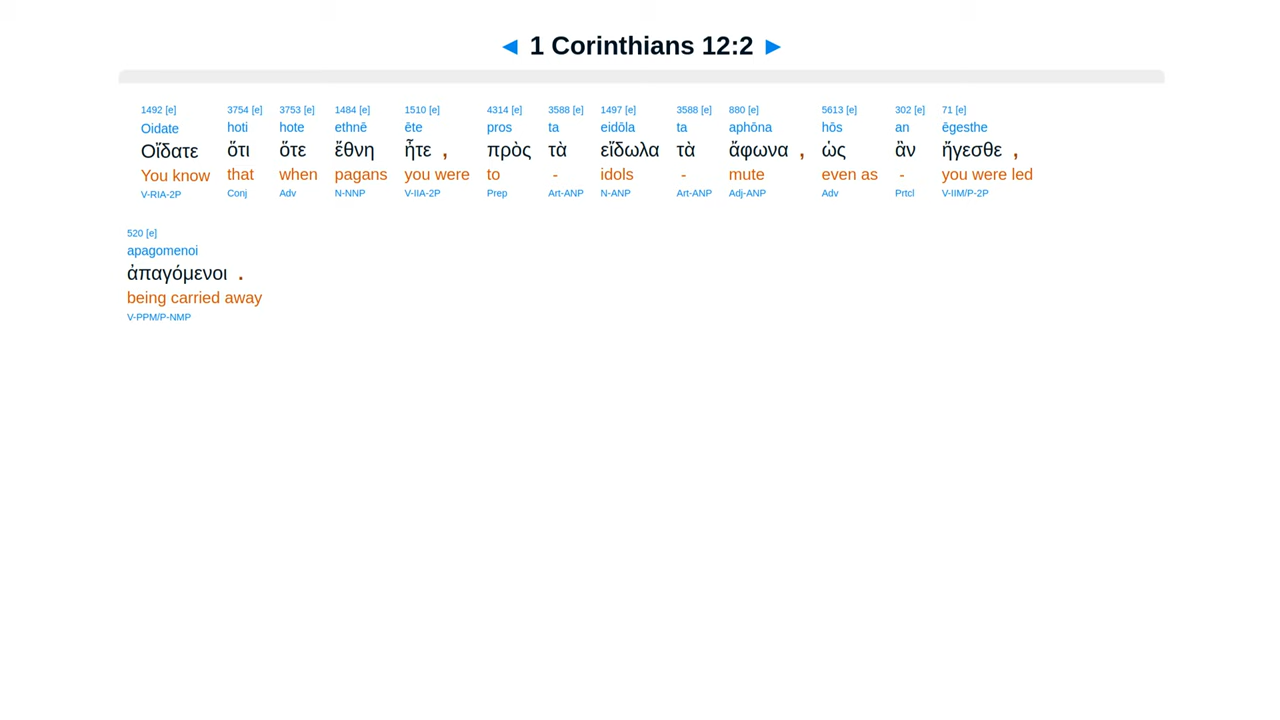 ◄ 1 Corinthians 12:2 ►
1492 [e] 3754 [e] 3753 [e] 1484 [e] 1510 [e] 4314 [e] 3588 [e] 1497 [e] 3588 [e] 880 [e] 5613 [e] 302 [e] 71 [e]
Oidate hoti hote ethnē ēte pros ta eidōla ta aphōna hōs an ēgesthe
Οἴδατε ὅτι ὅτε ἔθνη ἦτε , πρὸς τὰ εἴδωλα τὰ ἄφωνα , ὡς ἂν ἤγεσθε ,
You know that when pagans you were to - idols - mute even as - you were led
V-RIA-2P Conj Adv N-NNP V-IIA-2P Prep Art-ANP N-ANP Art-ANP Adj-ANP Adv Prtcl V-IIM/P-2P
520 [e]
apagomenoi
ἀπαγόμενοι .
being carried away
V-PPM/P-NMP